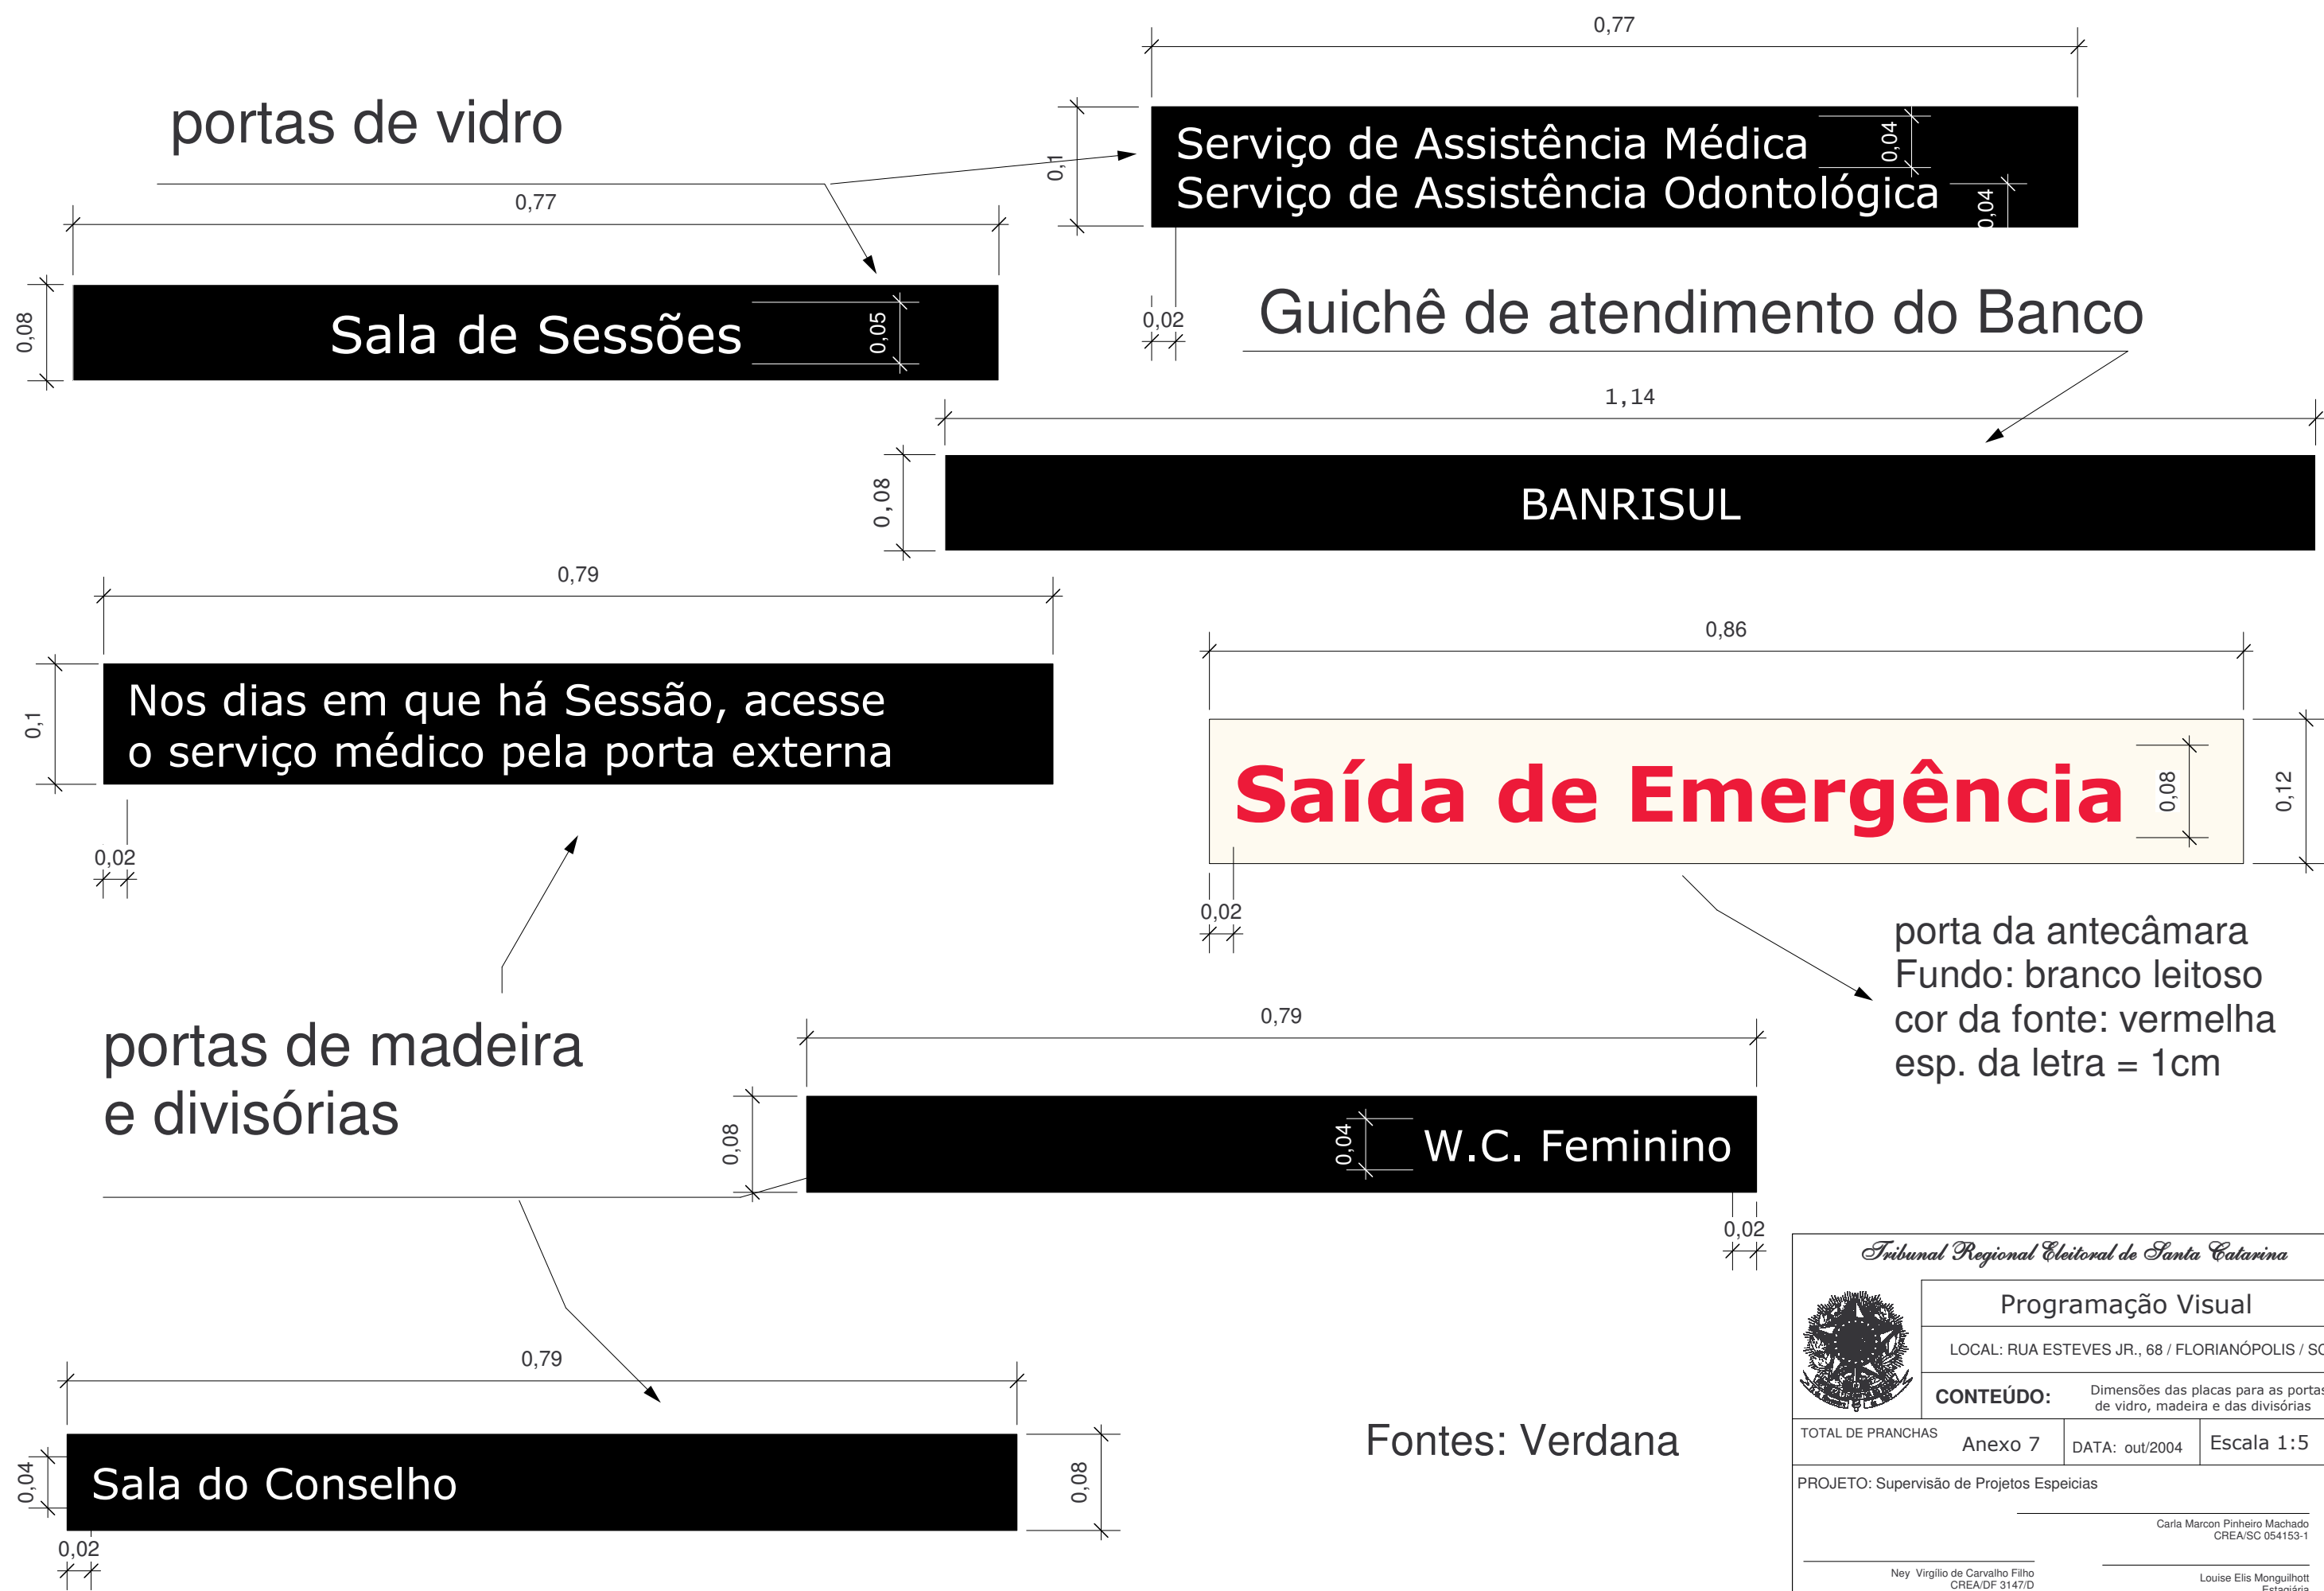 0,77
portas de vidro
0,1
Serviço de Assistência Médica
0,04
Serviço de Assistência Odontológica
0,04
0,02
0,77
0,08
Sala de Sessões
0,05
Guichê de atendimento do Banco
1,14
0,08
BANRISUL
0,79
0,1
Nos dias em que há Sessão, acesse
o serviço médico pela porta externa
0,02
0,86
Saída de Emergência
0,08
0,12
0,02
porta da antecâmara
Fundo: branco leitoso
cor da fonte: vermelha
esp. da letra = 1cm
portas de madeira
e divisórias
0,79
0,08
0,04
W.C. Feminino
0,02
0,79
0,04
Sala do Conselho
0,08
0,02
Fontes: Verdana
Tribunal Regional Eleitoral de Santa Catarina
Programação Visual
LOCAL: RUA ESTEVES JR., 68 / FLORIANÓPOLIS / SC
CONTEÚDO:
Dimensões das placas para as portas
de vidro, madeira e das divisórias
TOTAL DE PRANCHAS
Anexo 7
DATA: out/2004
Escala 1:5
PROJETO: Supervisão de Projetos Espeicias
Carla Marcon Pinheiro Machado
CREA/SC 054153-1
Ney Virgílio de Carvalho Filho
CREA/DF 3147/D
Louise Elis Monguilhott
Estagiária